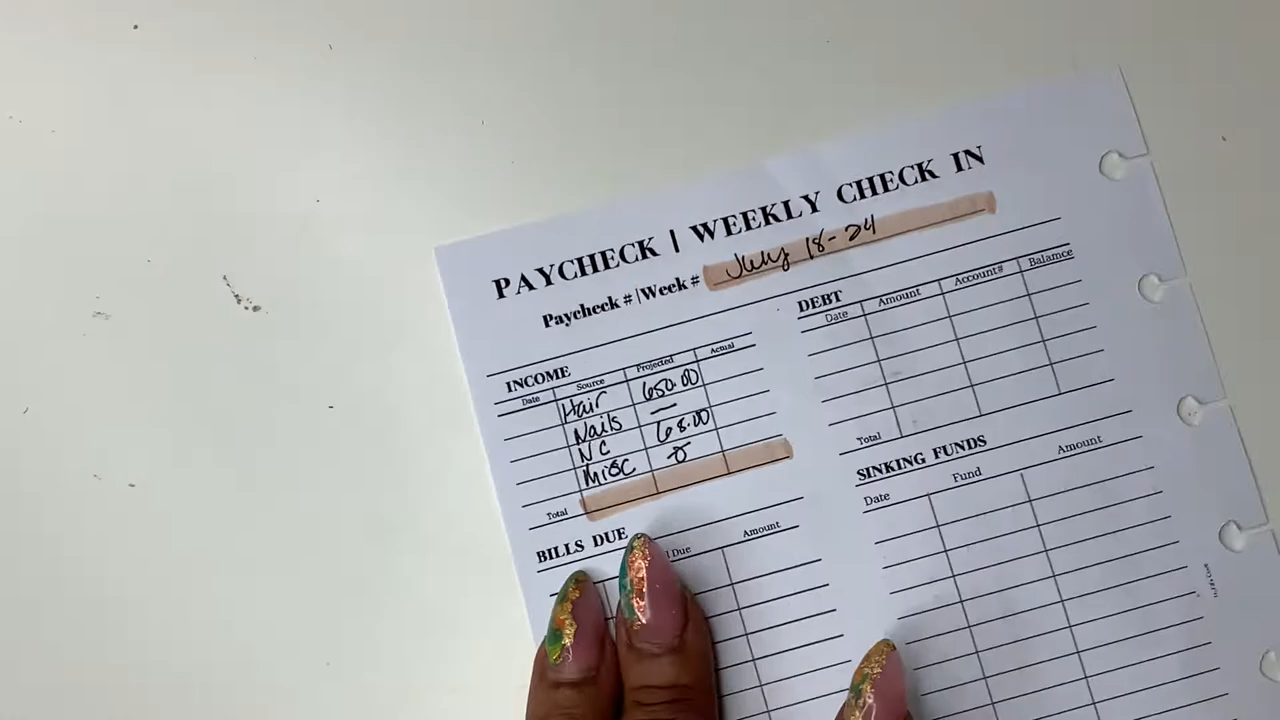 PAYCHECK | WEEKLY CHECK IN
Paycheck # |Week # July 18-24
INCOME
Date Source Projected Actual
Hair 650.00
Nails —
NC 68.00
Misc 0
Total
BILLS DUE
Due Amount
DEBT
Date Amount Account# Balance
Total
SINKING FUNDS
Date Fund Amount